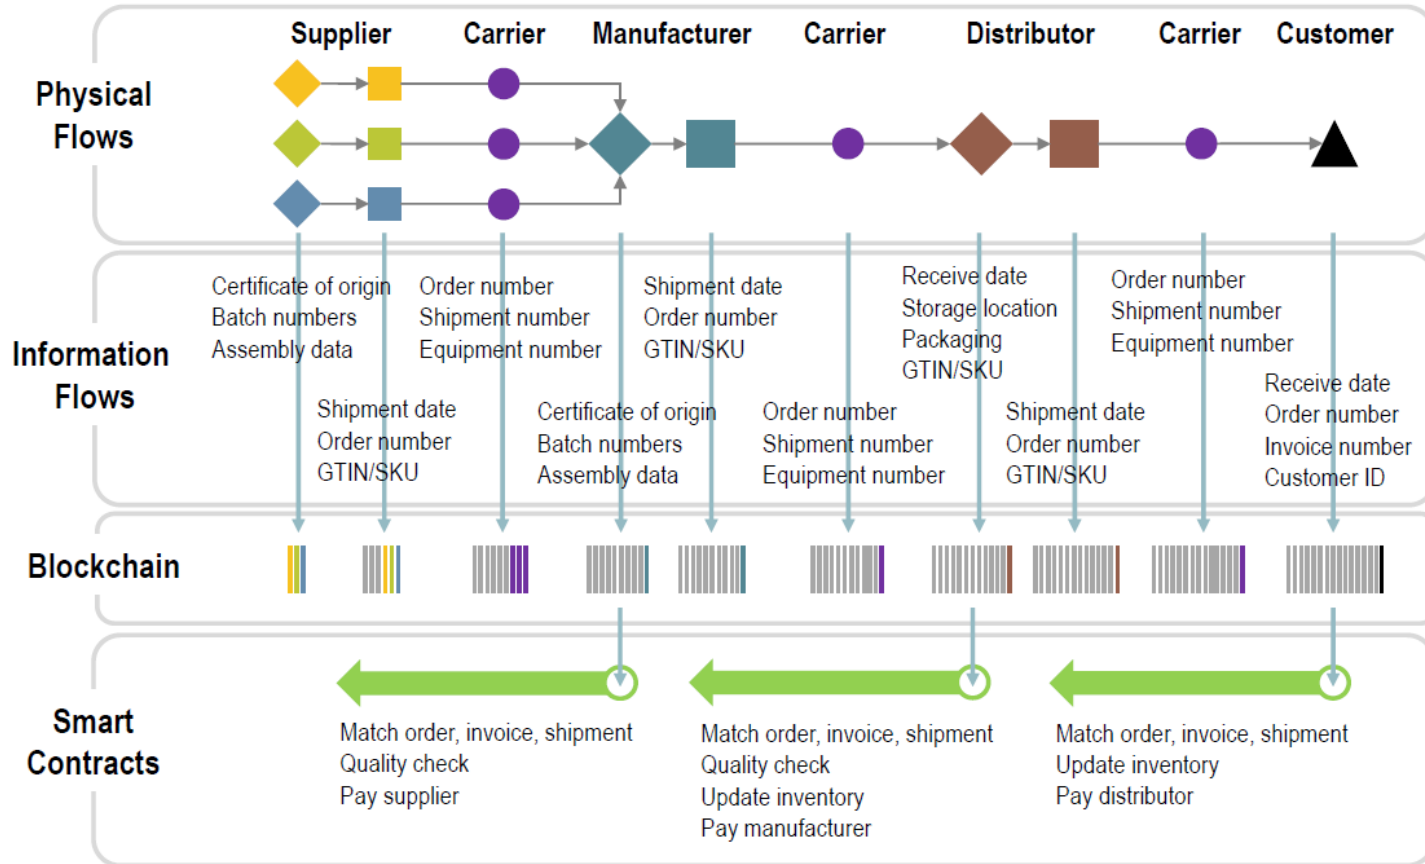 Supplier
Carrier
Manufacturer
Carrier
Distributor
Carrier
Customer
Physical
Flows
Information
Flows
Certificate of origin
Batch numbers
Assembly data
Shipment date
Order number
GTIN/SKU
Order number
Shipment number
Equipment number
Certificate of origin
Batch numbers
Assembly data
Shipment date
Order number
GTIN/SKU
Order number
Shipment number
Equipment number
Receive date
Storage location
Packaging
GTIN/SKU
Shipment date
Order number
GTIN/SKU
Order number
Shipment number
Equipment number
Receive date
Order number
Invoice number
Customer ID
Blockchain
Smart
Contracts
Match order, invoice, shipment
Quality check
Pay supplier
Match order, invoice, shipment
Quality check
Update inventory
Pay manufacturer
Match order, invoice, shipment
Update inventory
Pay distributor